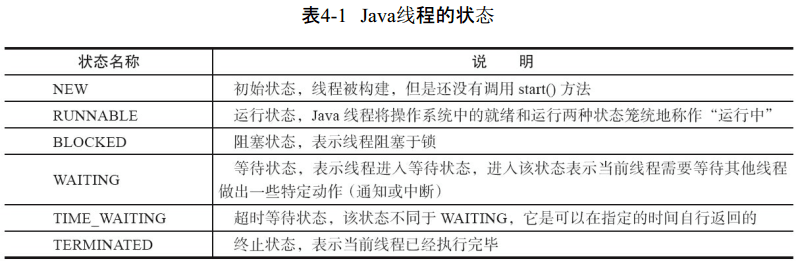 表4-1 Java线程的状态
状态名称 说 明
NEW 初始状态，线程被构建，但是还没有调用 start() 方法
RUNNABLE 运行状态，Java 线程将操作系统中的就绪和运行两种状态笼统地称作“运行中”
BLOCKED 阻塞状态，表示线程阻塞于锁
WAITING 等待状态，表示线程进入等待状态，进入该状态表示当前线程需要等待其他线程
做出一些特定动作（通知或中断）
TIME_WAITING 超时等待状态，该状态不同于 WAITING，它是可以在指定的时间自行返回的
TERMINATED 终止状态，表示当前线程已经执行完毕